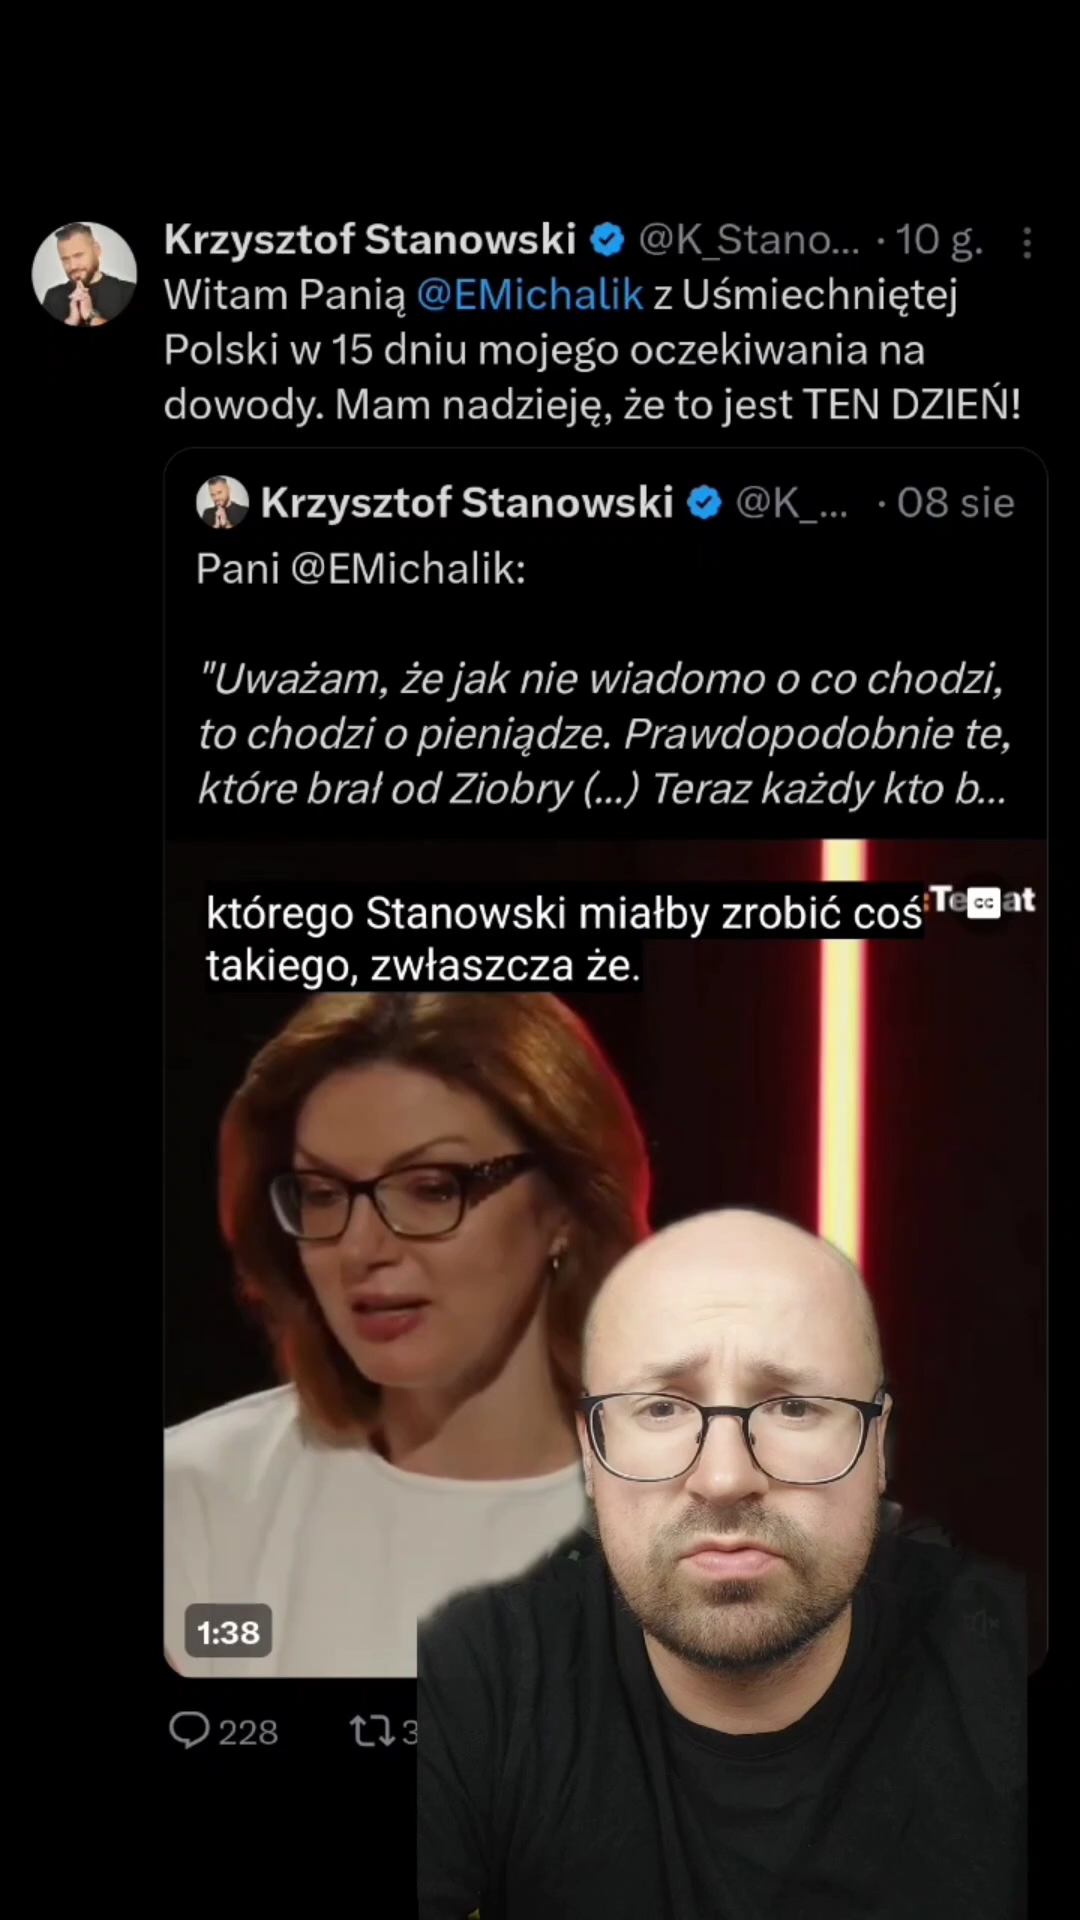 Krzysztof Stanowski @K_Stano... · 10 g.
Witam Panią @EMichalik z Uśmiechniętej
Polski w 15 dniu mojego oczekiwania na
dowody. Mam nadzieję, że to jest TEN DZIEŃ!
Krzysztof Stanowski @K_... · 08 sie
Pani @EMichalik:
"Uważam, że jak nie wiadomo o co chodzi,
to chodzi o pieniądze. Prawdopodobnie te,
które brał od Ziobry (...) Teraz każdy kto b...
którego Stanowski miałby zrobić coś
takiego, zwłaszcza że.
CC
1:38
228 3